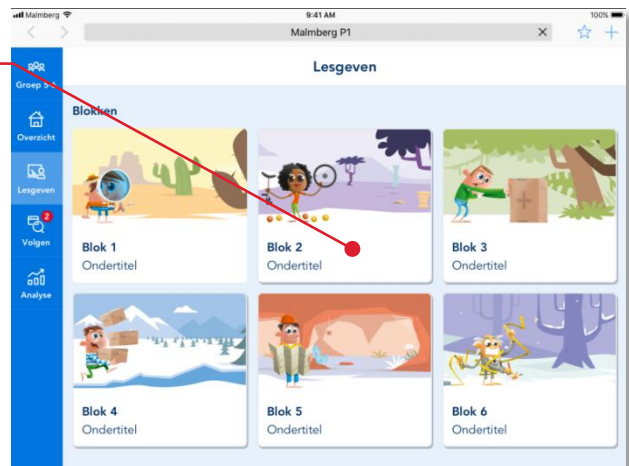 Malmberg 9:41 AM 100%
Malmberg P1
Groep 5-6
Lesgeven
Blokken
Overzicht
Lesgeven
2
Volgen
Analyse
Blok 1
Ondertitel
Blok 2
Ondertitel
Blok 3
Ondertitel
Blok 4
Ondertitel
Blok 5
Ondertitel
Blok 6
Ondertitel